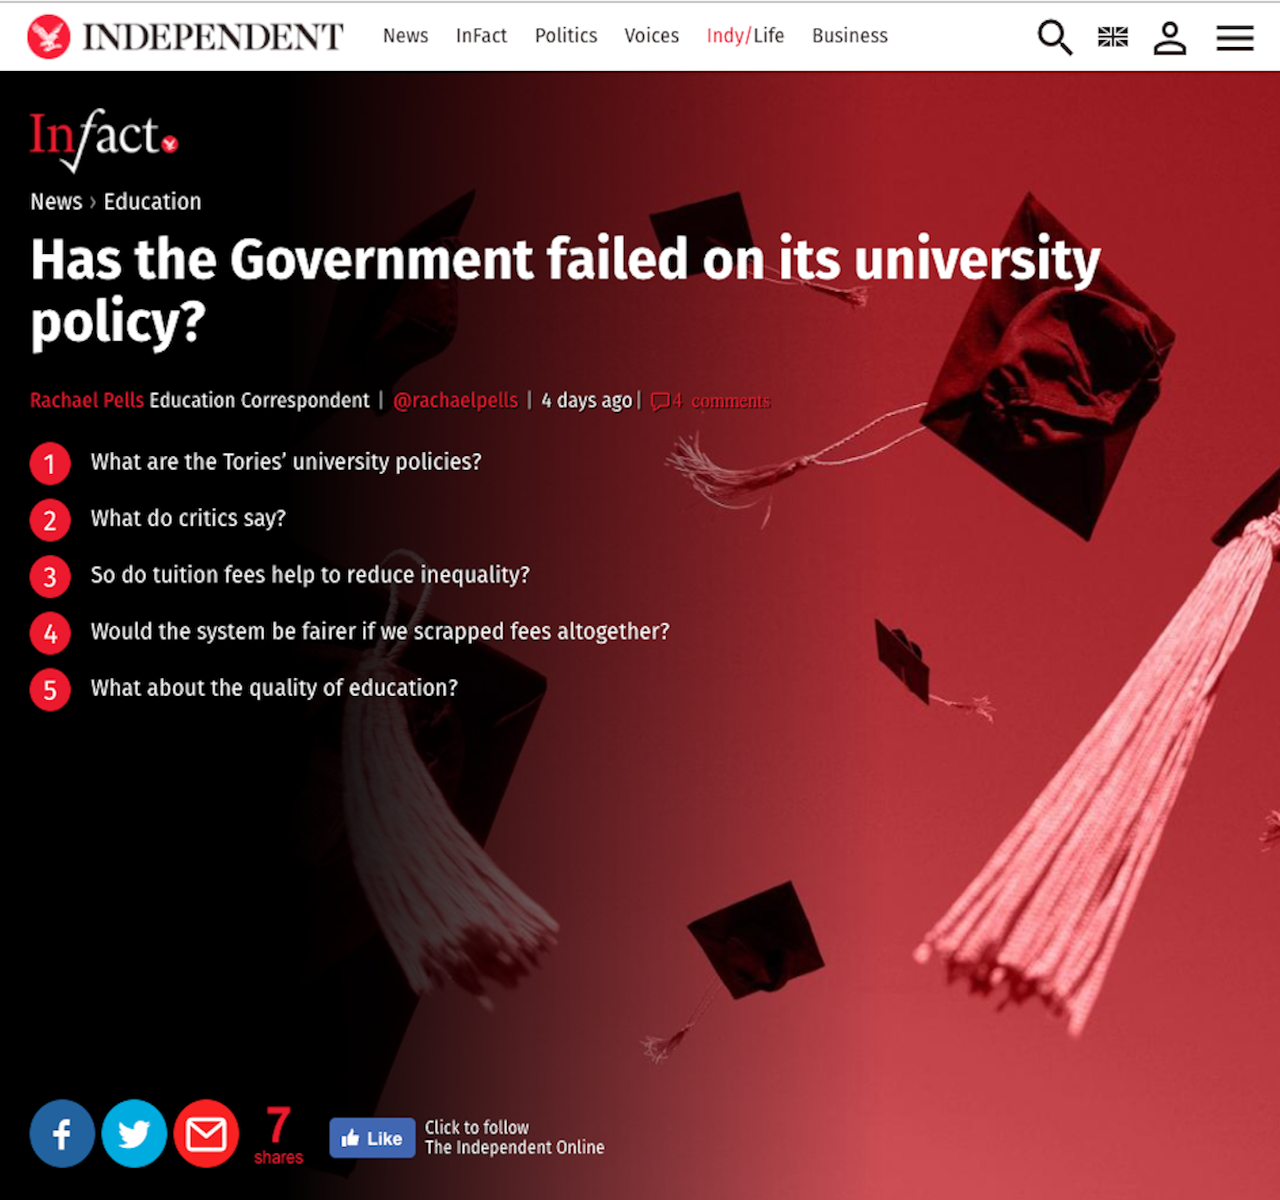 INDEPENDENT News InFact Politics Voices Indy/Life Business
Infact.
News › Education
Has the Government failed on its university
policy?
Rachael Pells Education Correspondent | @rachaelpells | 4 days ago | 4 comments
1 What are the Tories’ university policies?
2 What do critics say?
3 So do tuition fees help to reduce inequality?
4 Would the system be fairer if we scrapped fees altogether?
5 What about the quality of education?
7
shares
Like
Click to follow
The Independent Online